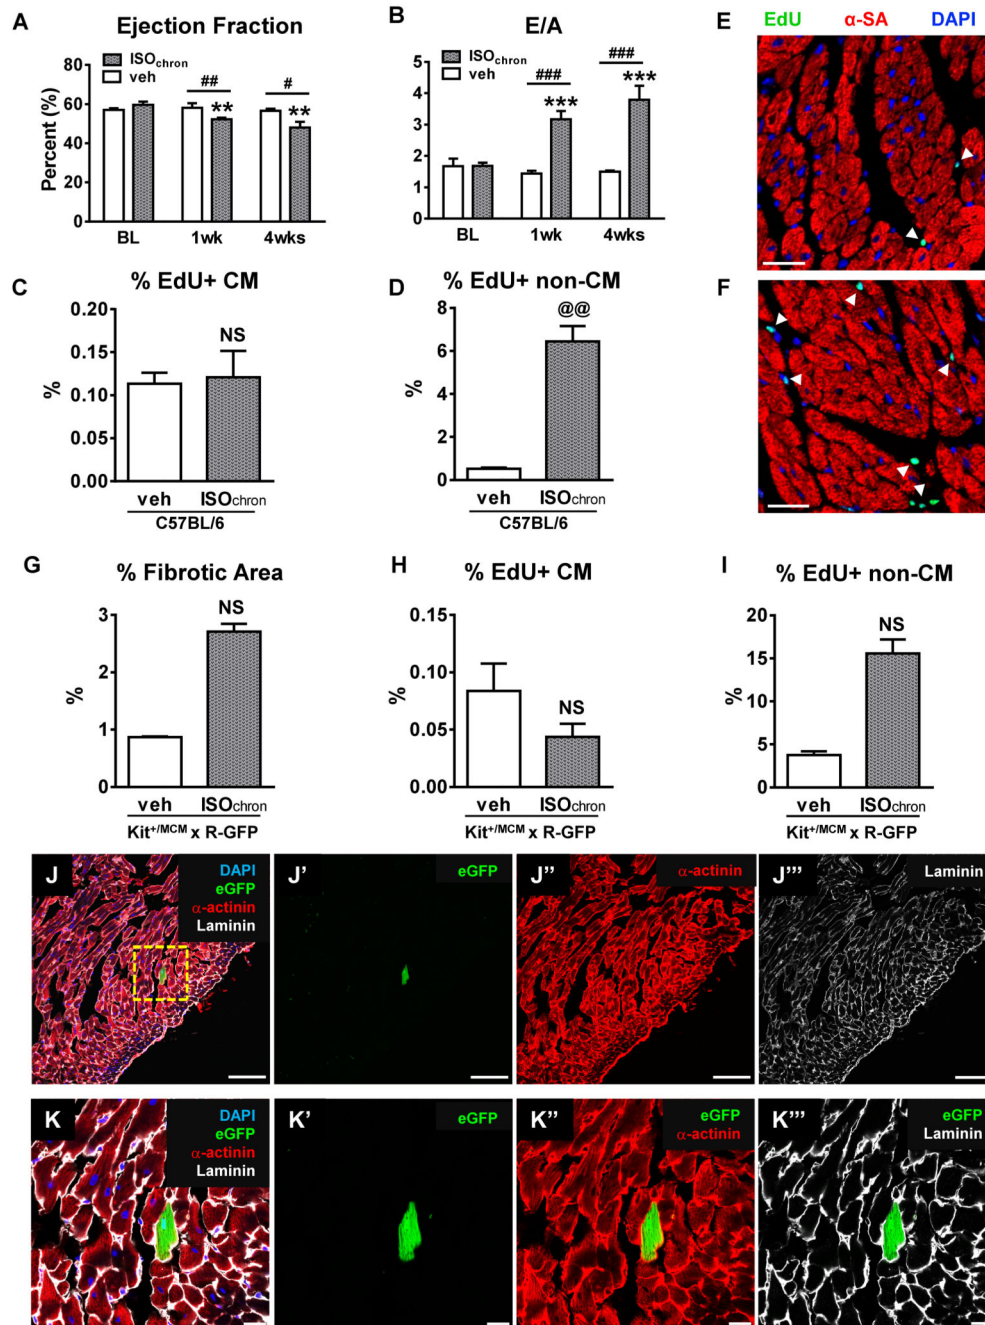 A
Ejection Fraction
ISOchron
veh
##
#
**
**
Percent (%)
80
60
40
20
0
BL
1wk
4wks
B
E/A
ISOchron
veh
###
###
***
***
5
4
3
2
1
0
BL
1wk
4wks
E
EdU
α-SA
DAPI
F
C
% EdU+ CM
NS
%
0.20
0.15
0.10
0.05
0.00
veh
ISOchron
C57BL/6
D
% EdU+ non-CM
@@
%
8
6
4
2
0
veh
ISOchron
C57BL/6
G
% Fibrotic Area
NS
%
3
2
1
0
veh
ISOchron
Kit+/MCM x R-GFP
H
% EdU+ CM
NS
%
0.15
0.10
0.05
0.00
veh
ISOchron
Kit+/MCM x R-GFP
I
% EdU+ non-CM
NS
%
20
15
10
5
0
veh
ISOchron
Kit+/MCM x R-GFP
J
DAPI
eGFP
α-actinin
Laminin
J'
eGFP
J''
α-actinin
J'''
Laminin
K
DAPI
eGFP
α-actinin
Laminin
K'
eGFP
K''
eGFP
α-actinin
K'''
eGFP
Laminin